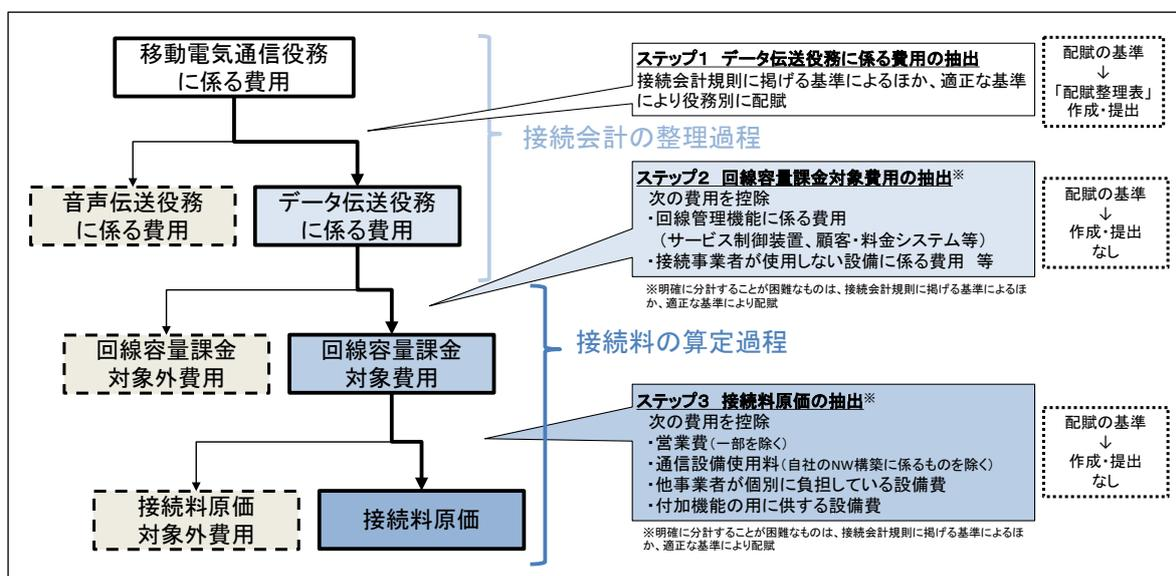 移動電気通信役務
に係る費用
ステップ1 データ伝送役務に係る費用の抽出
接続会計規則に掲げる基準によるほか、適正な基準
により役務別に配賦
配賦の基準
↓
「配賦整理表」
作成・提出
接続会計の整理過程
音声伝送役務
に係る費用
データ伝送役務
に係る費用
ステップ2 回線容量課金対象費用の抽出※
次の費用を控除
・回線管理機能に係る費用
（サービス制御装置、顧客・料金システム等）
・接続事業者が使用しない設備に係る費用 等
※明確に分計することが困難なものは、接続会計規則に掲げる基準によるほ
か、適正な基準により配賦
配賦の基準
↓
作成・提出
なし
回線容量課金
対象外費用
回線容量課金
対象費用
接続料の算定過程
ステップ3 接続料原価の抽出※
次の費用を控除
・営業費（一部を除く）
・通信設備使用料（自社のNW構築に係るものを除く）
・他事業者が個別に負担している設備費
・付加機能の用に供する設備費
※明確に分計することが困難なものは、接続会計規則に掲げる基準によるほ
か、適正な基準により配賦
配賦の基準
↓
作成・提出
なし
接続料原価
対象外費用
接続料原価